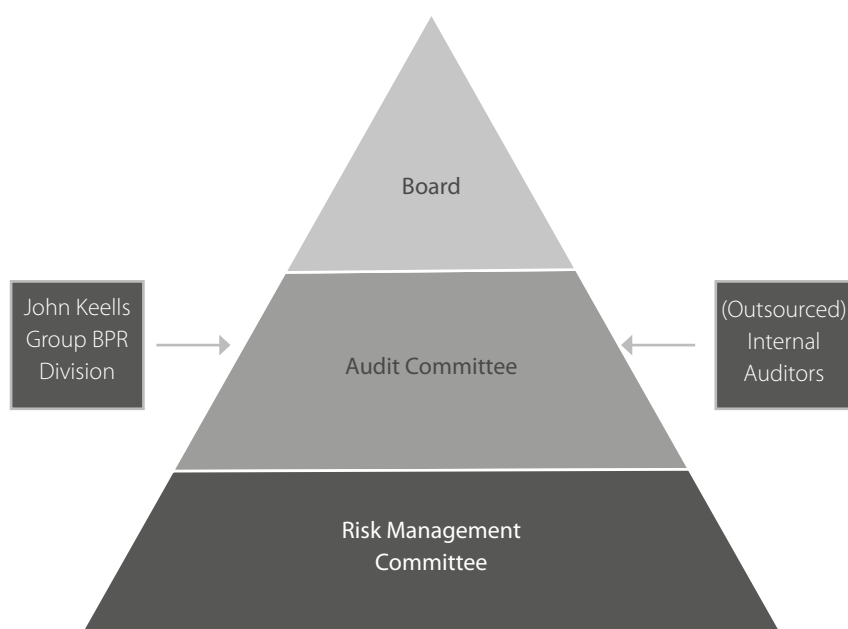 Board
John Keells
Group BPR
Division
Audit Committee
(Outsourced)
Internal
Auditors
Risk Management
Committee